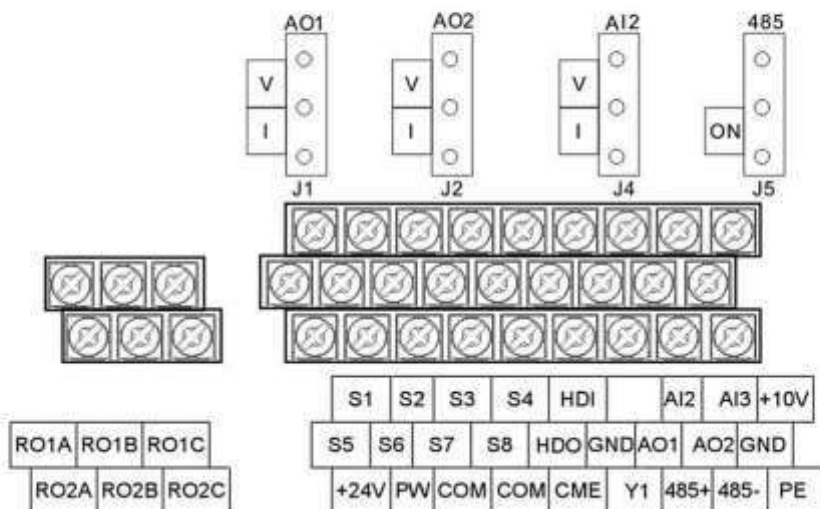 AO1 AO2 AI2 485
V V V
I I I ON
J1 J2 J4 J5
S1 S2 S3 S4 HDI AI2 AI3 +10V
RO1A RO1B RO1C S5 S6 S7 S8 HDO GND AO1 AO2 GND
RO2A RO2B RO2C +24V PW COM COM CME Y1 485+ 485- PE